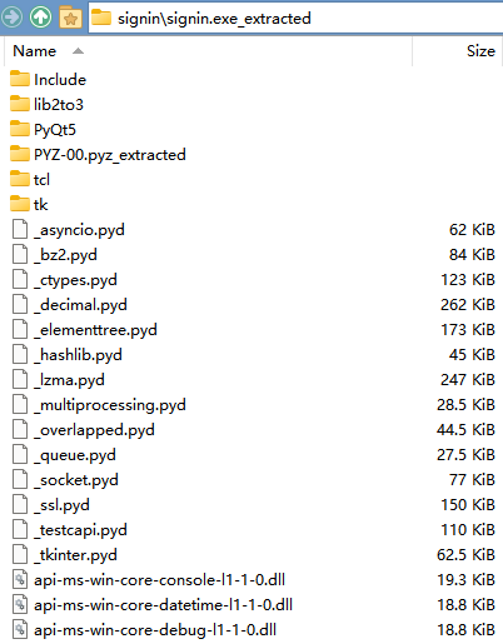 signin\signin.exe_extracted
Name Size
Include
lib2to3
PyQt5
PYZ-00.pyz_extracted
tcl
tk
_asyncio.pyd 62 KiB
_bz2.pyd 84 KiB
_ctypes.pyd 123 KiB
_decimal.pyd 262 KiB
_elementtree.pyd 173 KiB
_hashlib.pyd 45 KiB
_lzma.pyd 247 KiB
_multiprocessing.pyd 28.5 KiB
_overlapped.pyd 44.5 KiB
_queue.pyd 27.5 KiB
_socket.pyd 77 KiB
_ssl.pyd 150 KiB
_testcapi.pyd 110 KiB
_tkinter.pyd 62.5 KiB
api-ms-win-core-console-l1-1-0.dll 19.3 KiB
api-ms-win-core-datetime-l1-1-0.dll 18.8 KiB
api-ms-win-core-debug-l1-1-0.dll 18.8 KiB